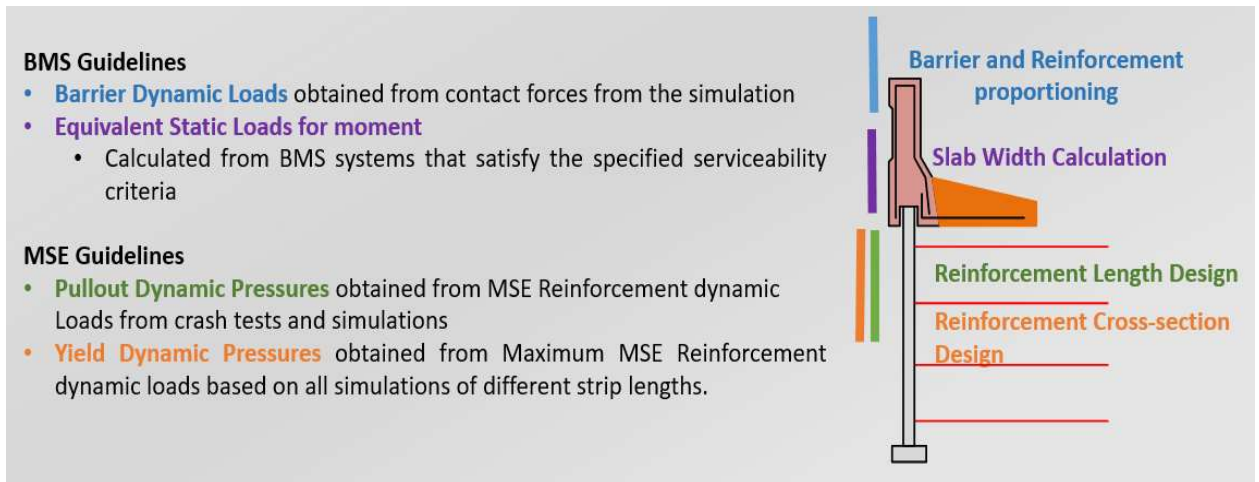 BMS Guidelines
• Barrier Dynamic Loads obtained from contact forces from the simulation
• Equivalent Static Loads for moment
• Calculated from BMS systems that satisfy the specified serviceability
criteria
MSE Guidelines
• Pullout Dynamic Pressures obtained from MSE Reinforcement dynamic
Loads from crash tests and simulations
• Yield Dynamic Pressures obtained from Maximum MSE Reinforcement
dynamic loads based on all simulations of different strip lengths.
Barrier and Reinforcement
proportioning
Slab Width Calculation
Reinforcement Length Design
Reinforcement Cross-section
Design